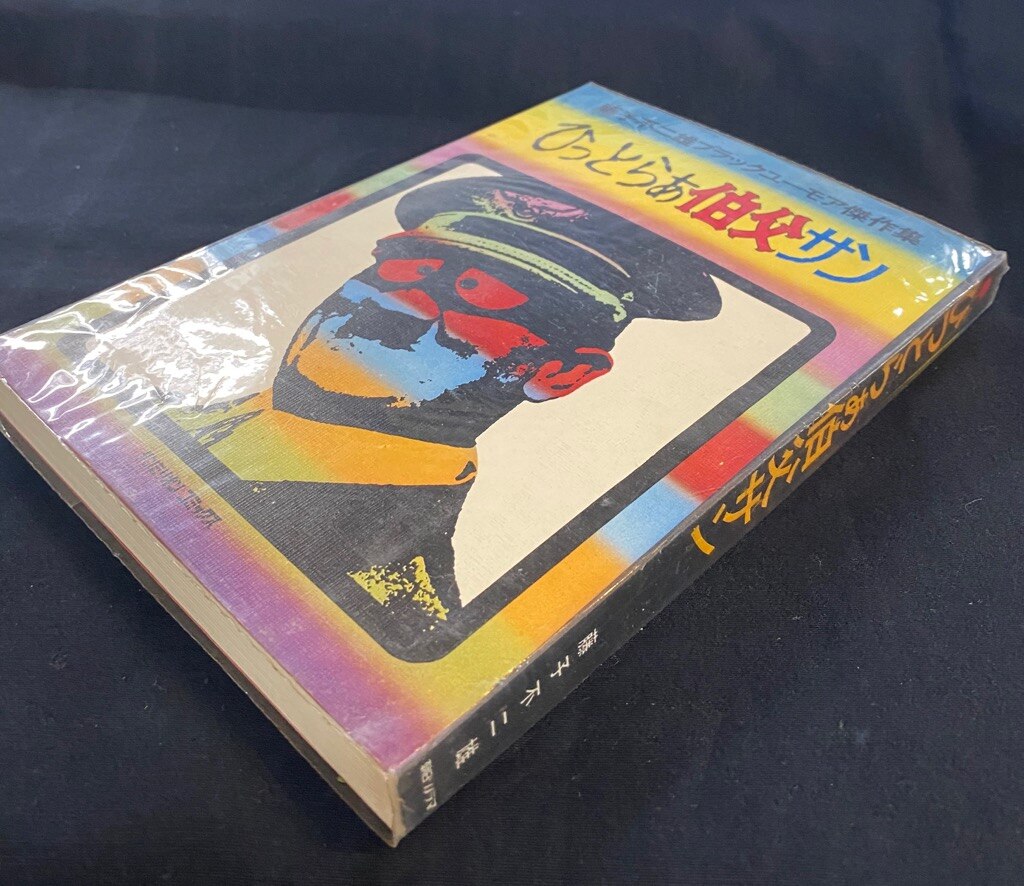 藤子不二雄ブラックユーモア傑作集
ひっとらぁ伯父サン
ひっとらぁ伯父サン
藤子不二雄